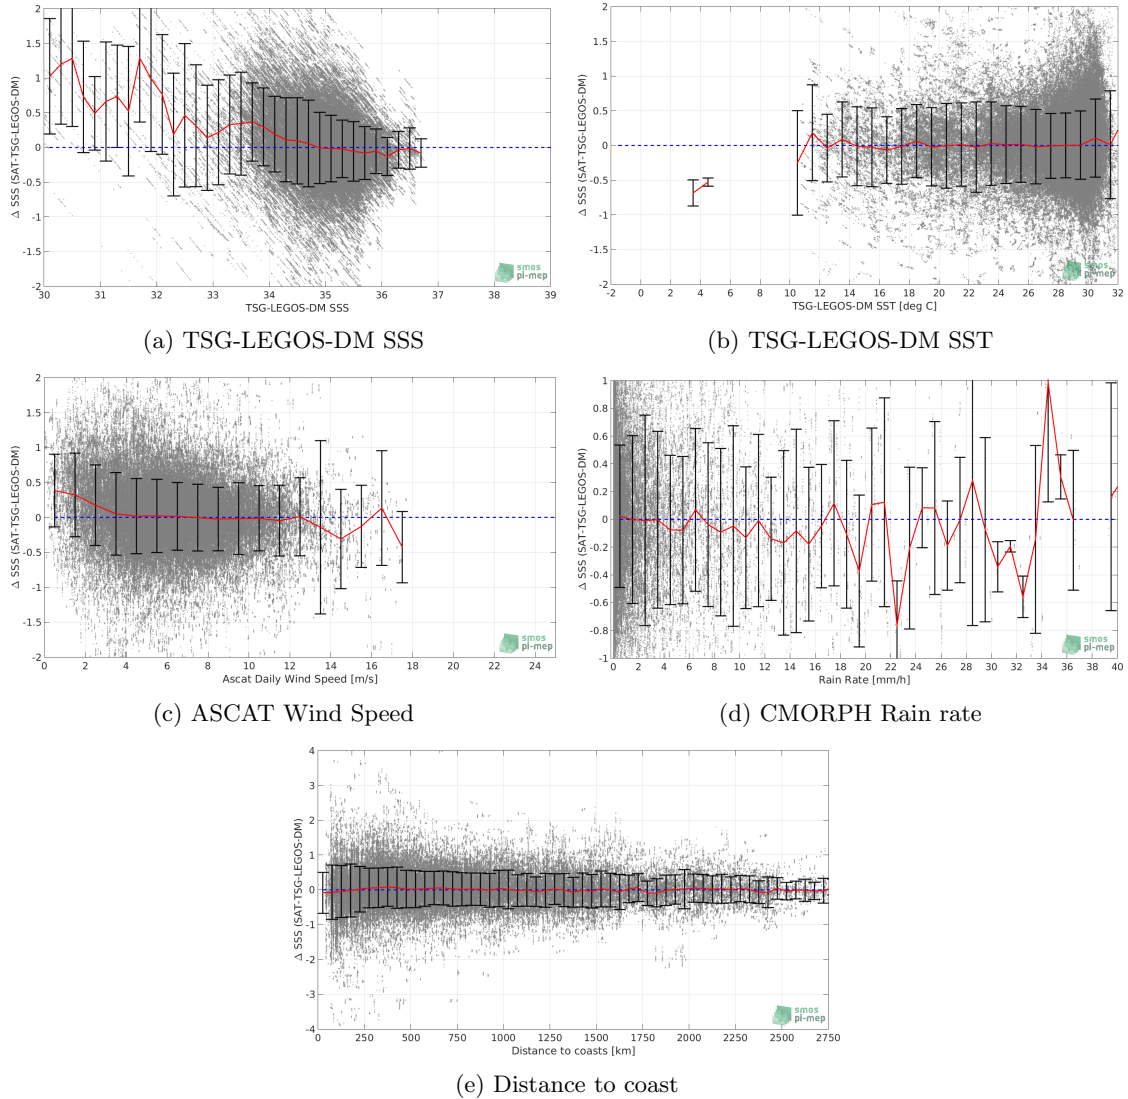 Δ SSS (SAT-TSG-LEGOS-DM)
2
1.5
1
0.5
0
-0.5
-1
-1.5
-2
30 31 32 33 34 35 36 37 38 39
TSG-LEGOS-DM SSS
smos
pi-mep
(a) TSG-LEGOS-DM SSS
Δ SSS (SAT-TSG-LEGOS-DM)
2
1.5
1
0.5
0
-0.5
-1
-1.5
-2
-2 0 2 4 6 8 10 12 14 16 18 20 22 24 26 28 30 32
TSG-LEGOS-DM SST [deg C]
smos
pi-mep
(b) TSG-LEGOS-DM SST
Δ SSS (SAT-TSG-LEGOS-DM)
2
1.5
1
0.5
0
-0.5
-1
-1.5
-2
0 2 4 6 8 10 12 14 16 18 20 22 24
Ascat Daily Wind Speed [m/s]
smos
pi-mep
(c) ASCAT Wind Speed
Δ SSS (SAT-TSG-LEGOS-DM)
1
0.8
0.6
0.4
0.2
0
-0.2
-0.4
-0.6
-0.8
-1
0 2 4 6 8 10 12 14 16 18 20 22 24 26 28 30 32 34 36 38 40
Rain Rate [mm/h]
smos
pi-mep
(d) CMORPH Rain rate
Δ SSS (SAT-TSG-LEGOS-DM)
4
3
2
1
0
-1
-2
-3
-4
0 250 500 750 1000 1250 1500 1750 2000 2250 2500 2750
Distance to coasts [km]
smos
pi-mep
(e) Distance to coast